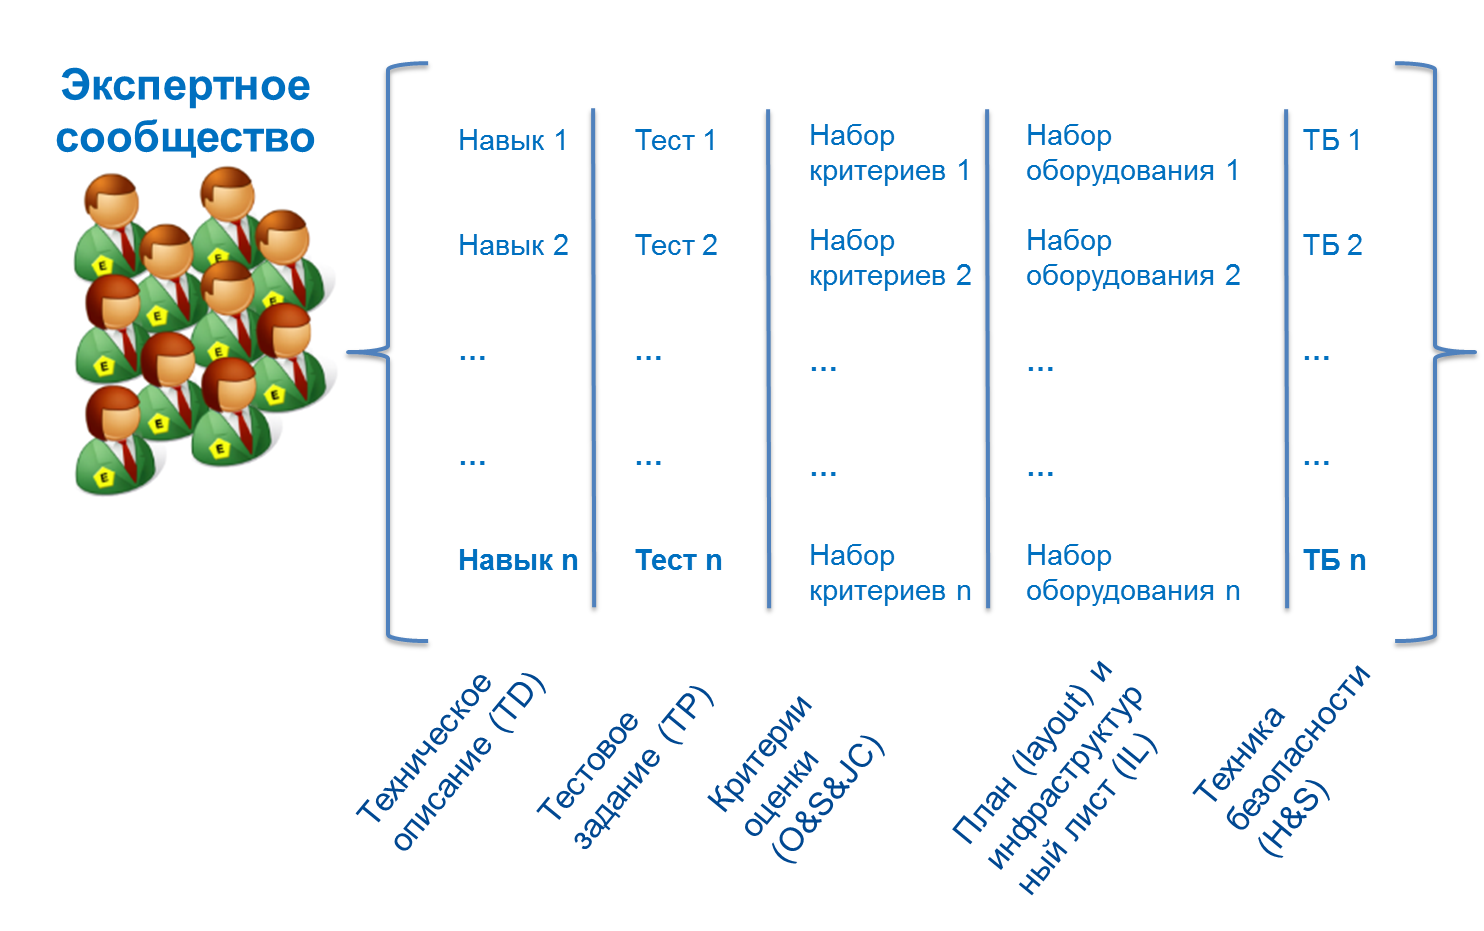 Экспертное
сообщество
Навык 1
Тест 1
Набор
критериев 1
Набор
оборудования 1
ТБ 1
Навык 2
Тест 2
Набор
критериев 2
Набор
оборудования 2
ТБ 2
...
...
...
...
...
...
...
...
...
...
Навык n
Тест n
Набор
критериев n
Набор
оборудования n
ТБ n
Техническое
описание (TD)
Тестовое
задание (TP)
Критерии
оценки
(O&S&JC)
План (layout) и
инфраструктур
ный лист (IL)
Техника
безопасности
(H&S)
E
E
E
E
E
E
E
E
E
E